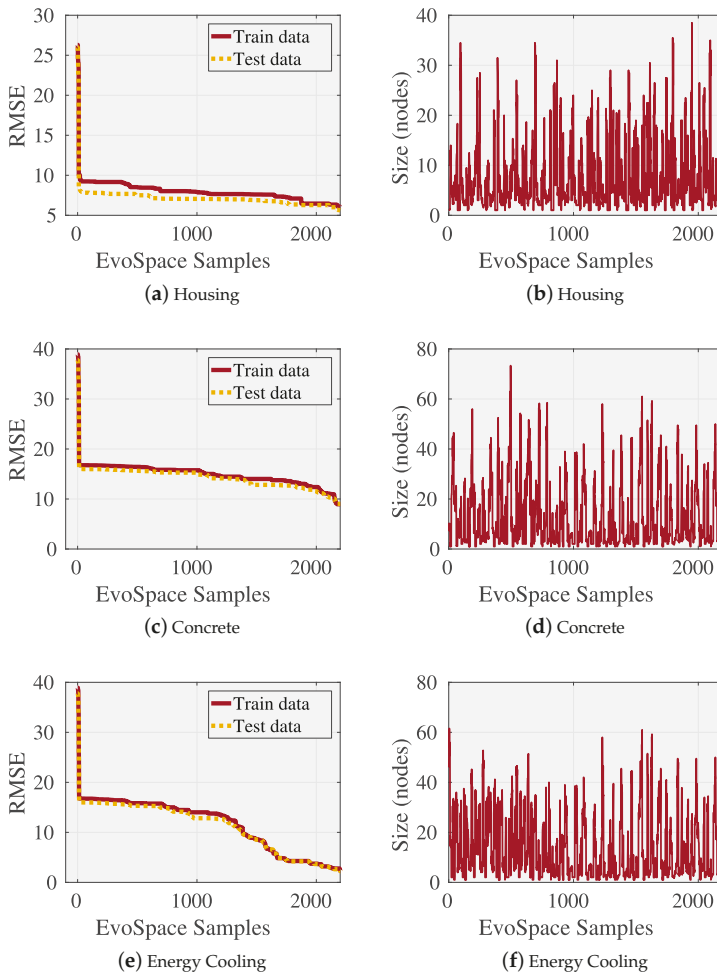 30
25
20
15
10
5
RMSE
Train data
Test data
0
1000
2000
EvoSpace Samples
(a) Housing
40
30
20
10
0
Size (nodes)
0
1000
2000
EvoSpace Samples
(b) Housing
40
30
20
10
0
RMSE
Train data
Test data
0
1000
2000
EvoSpace Samples
(c) Concrete
80
60
40
20
0
Size (nodes)
0
1000
2000
EvoSpace Samples
(d) Concrete
40
30
20
10
0
RMSE
Train data
Test data
0
1000
2000
EvoSpace Samples
(e) Energy Cooling
80
60
40
20
0
Size (nodes)
0
1000
2000
EvoSpace Samples
(f) Energy Cooling